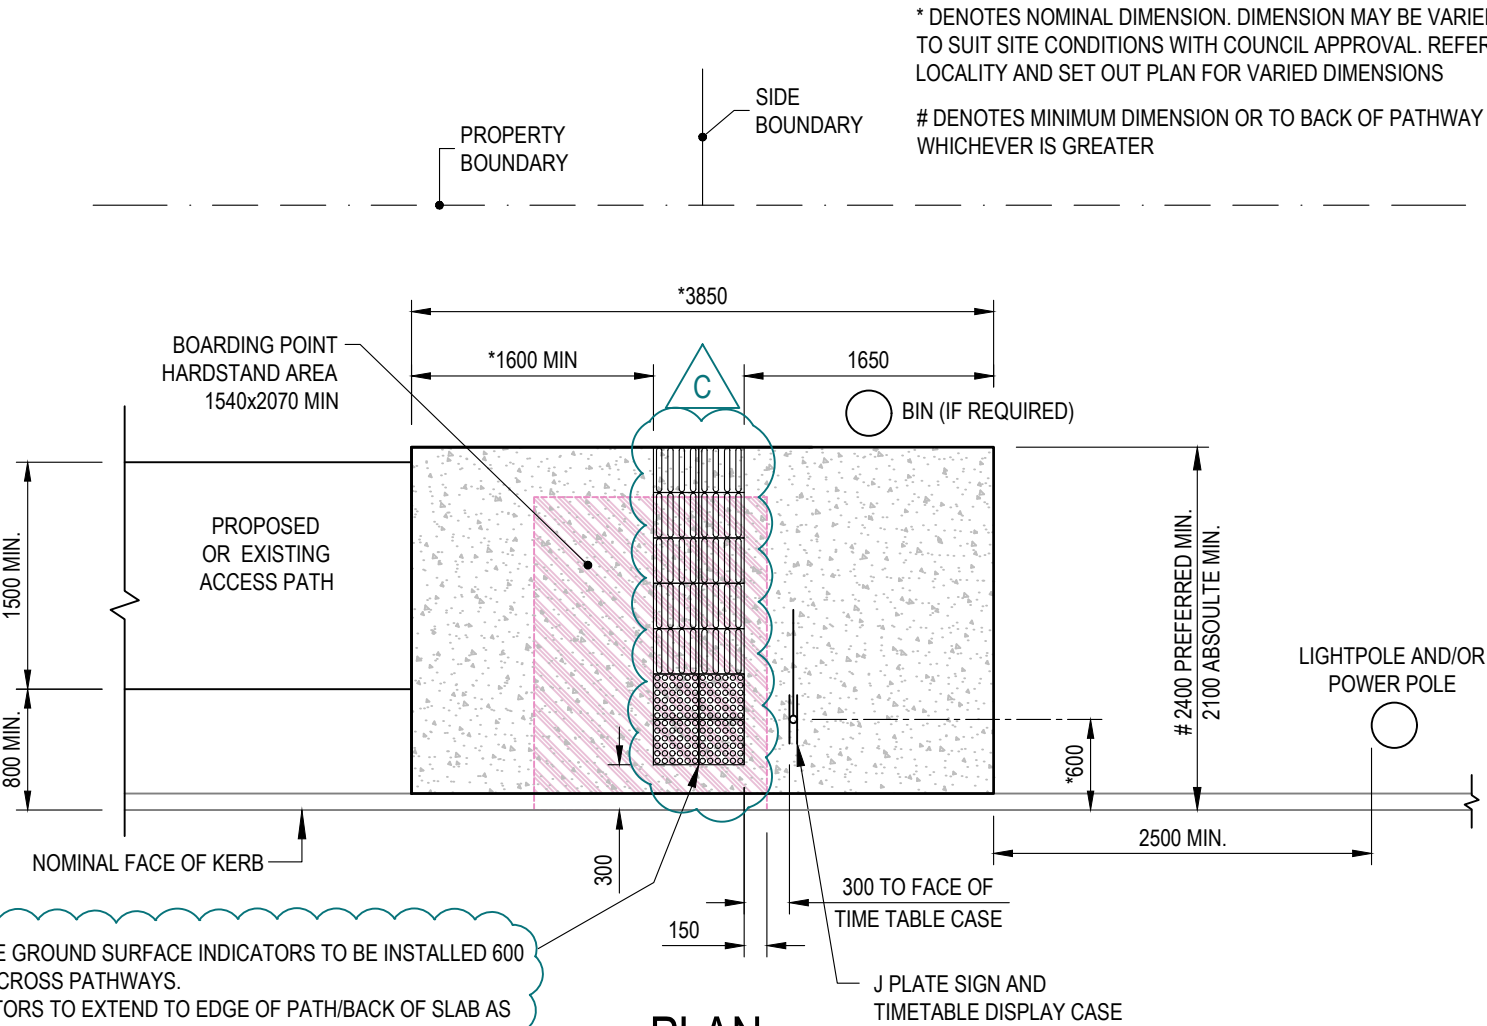 * DENOTES NOMINAL DIMENSION. DIMENSION MAY BE VARIED
TO SUIT SITE CONDITIONS WITH COUNCIL APPROVAL. REFER
LOCALITY AND SET OUT PLAN FOR VARIED DIMENSIONS
# DENOTES MINIMUM DIMENSION OR TO BACK OF PATHWAY
WHICHEVER IS GREATER
SIDE
BOUNDARY
PROPERTY
BOUNDARY
*3850
BOARDING POINT
HARDSTAND AREA
1540x2070 MIN
*1600 MIN
C
1650
BIN (IF REQUIRED)
1500 MIN.
PROPOSED
OR EXISTING
ACCESS PATH
# 2400 PREFERRED MIN.
2100 ABSOULTE MIN.
LIGHTPOLE AND/OR
POWER POLE
800 MIN.
*600
2500 MIN.
NOMINAL FACE OF KERB
300
300 TO FACE OF
TIME TABLE CASE
150
E GROUND SURFACE INDICATORS TO BE INSTALLED 600
CROSS PATHWAYS.
TORS TO EXTEND TO EDGE OF PATH/BACK OF SLAB AS
J PLATE SIGN AND
TIMETABLE DISPLAY CASE
PLAN